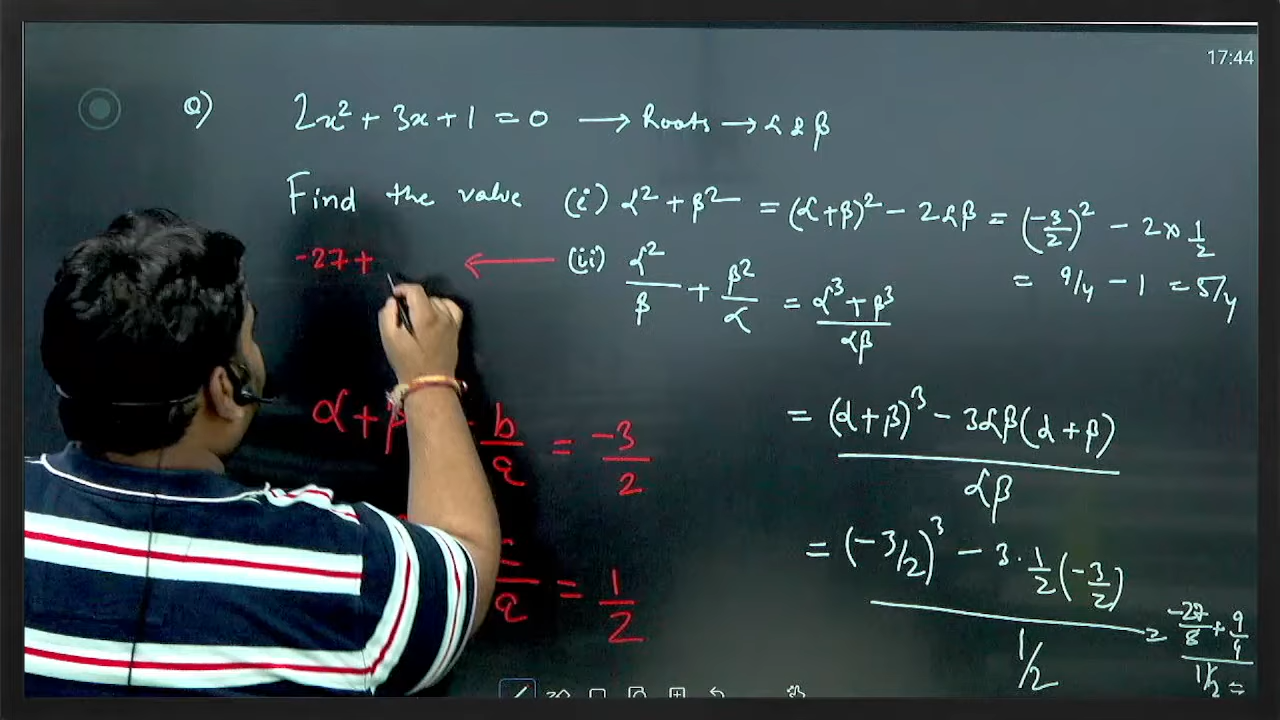 17:44
Q) 2x² + 3x + 1 = 0 → Roots → α & β
Find the value (i) α² + β² = (α+β)² - 2αβ = (-3/2)² - 2 × 1/2
= 9/4 - 1 = 5/4
-27+ ← (ii) α²/β + β²/α = α³+β³/αβ
= (α+β)³ - 3αβ(α+β)/αβ
α+β - b/a = -3/2
= (-3/2)³ - 3·1/2(-3/2)/1/2 = -27/8 + 9/4/1/2 =
c/a = 1/2